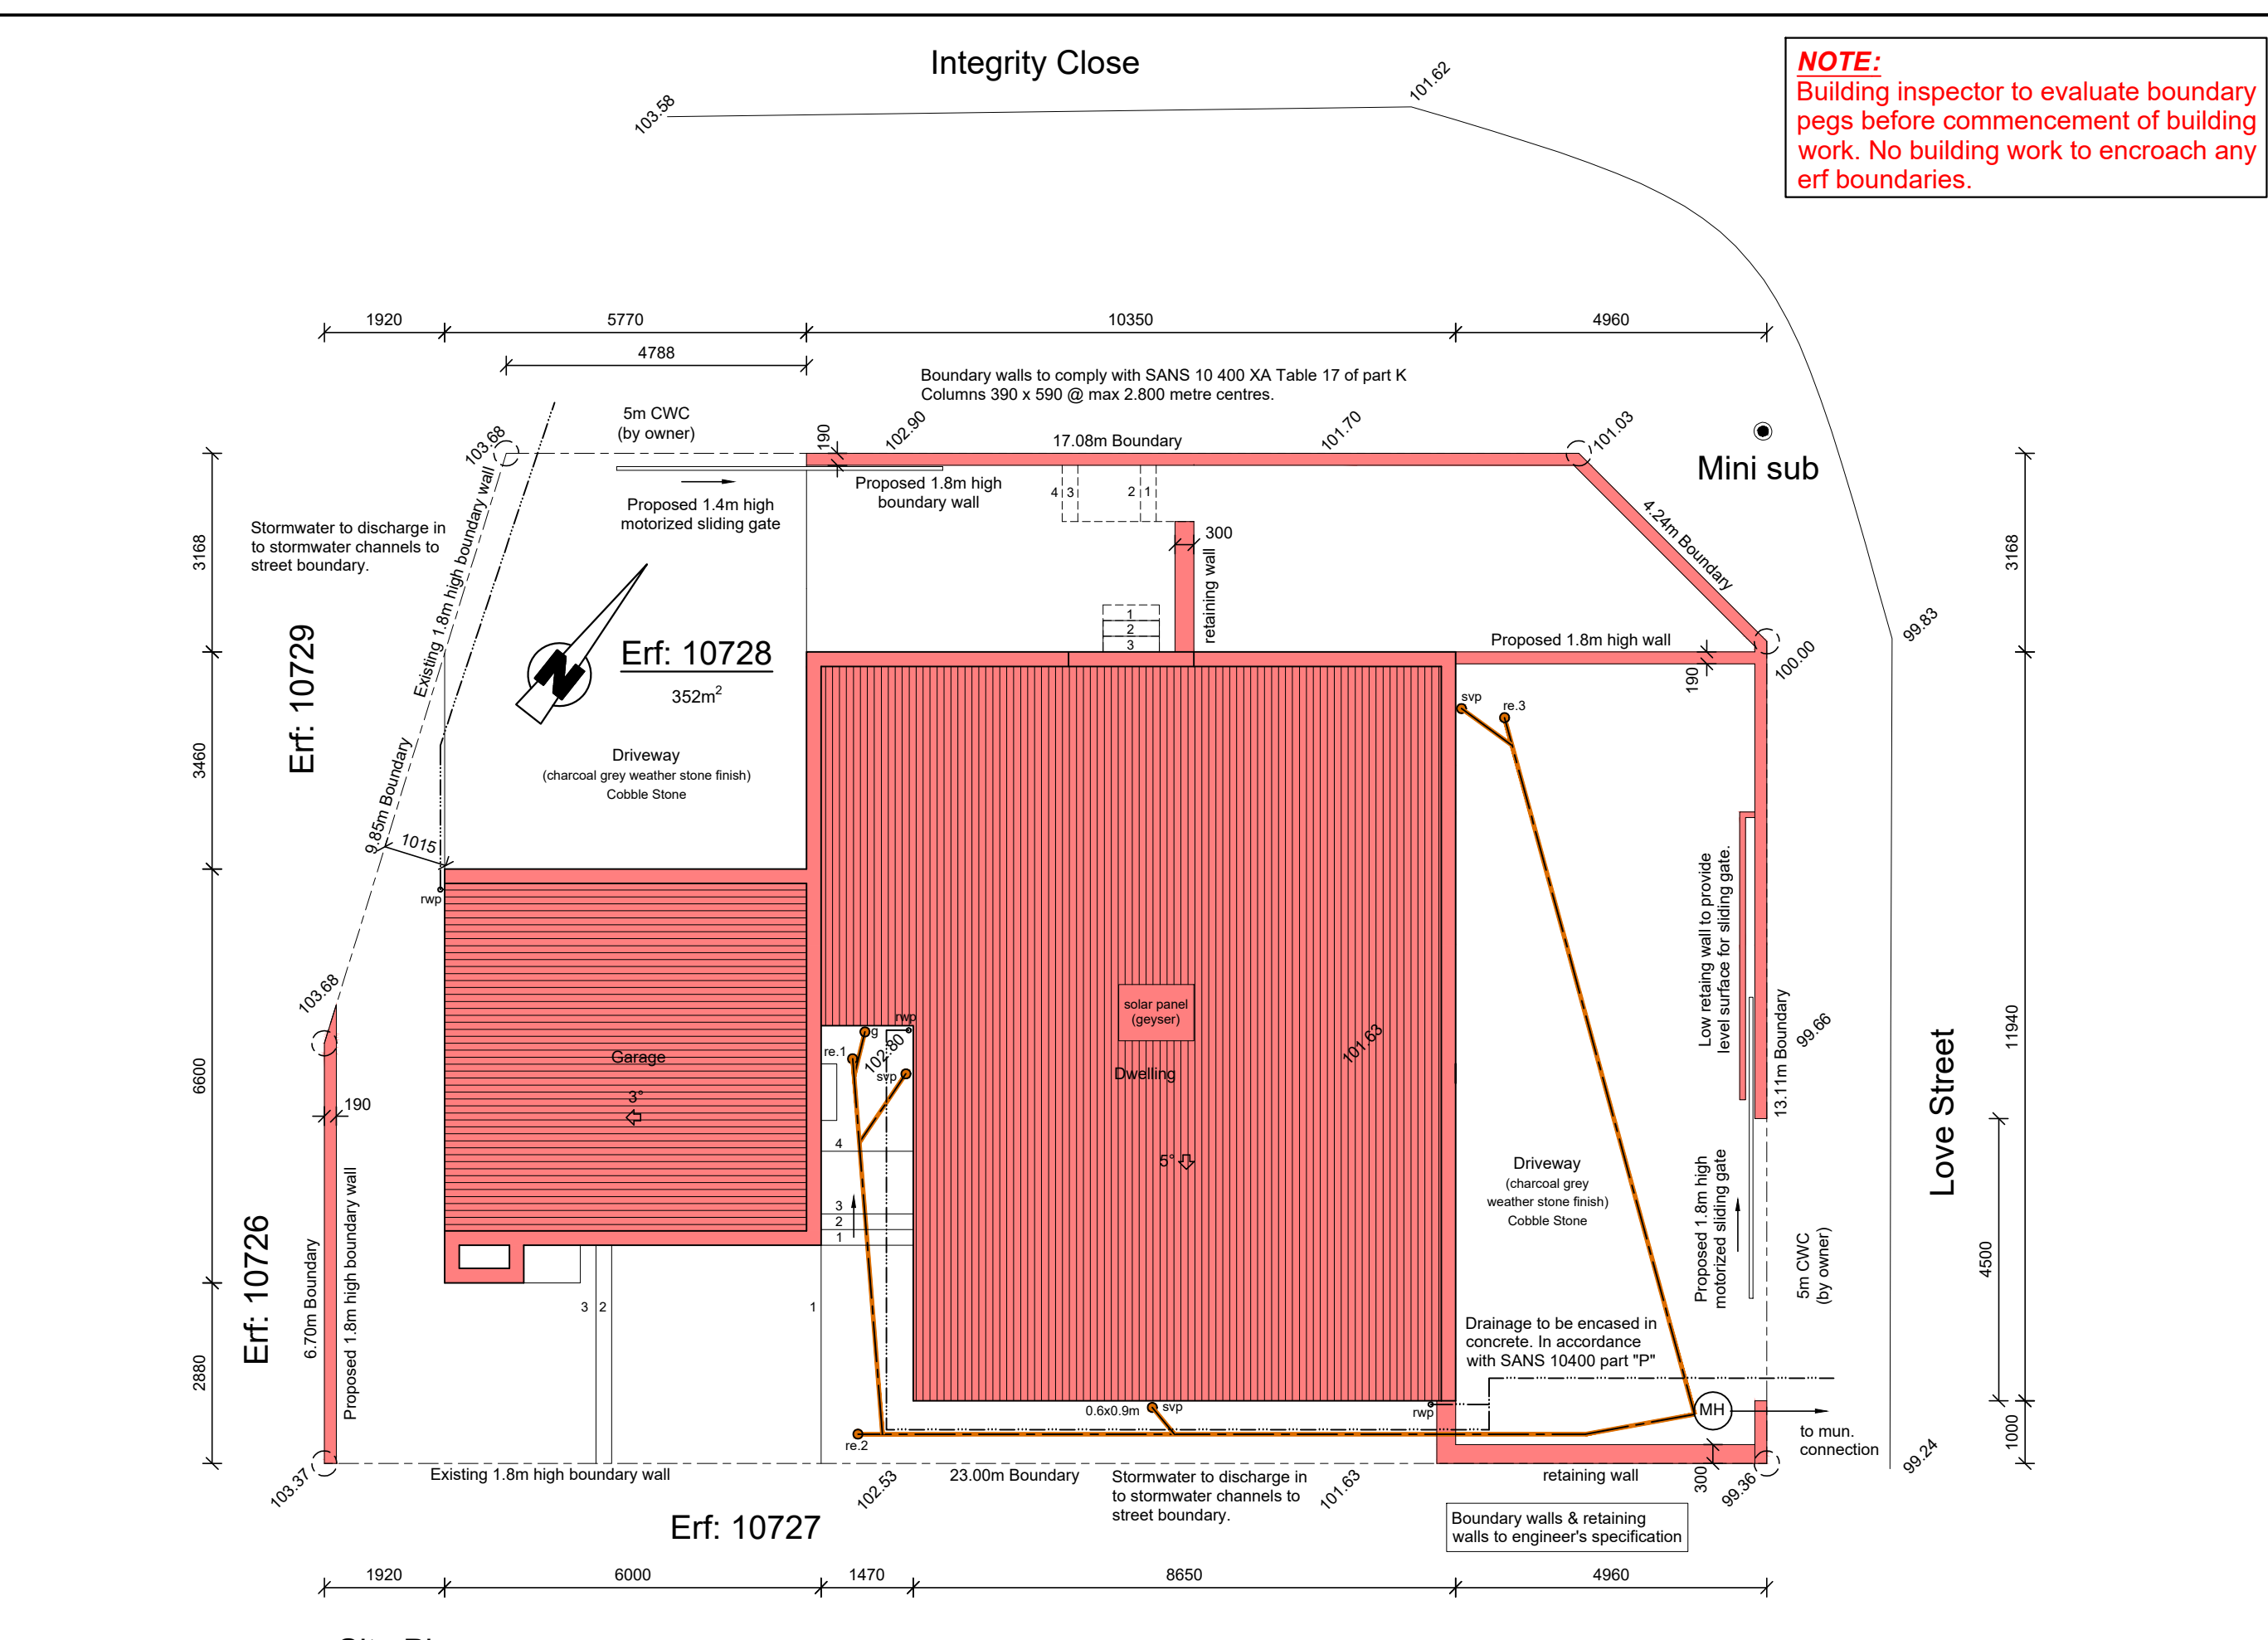 Integrity Close
103.58
101.62
NOTE:
Building inspector to evaluate boundary
pegs before commencement of building
work. No building work to encroach any
erf boundaries.
1920
5770
10350
4960
4788
Boundary walls to comply with SANS 10 400 XA Table 17 of part K
Columns 390 x 590 @ max 2.800 metre centres.
5m CWC
(by owner)
103.68
190
102.90
17.08m Boundary
101.70
101.03
Mini sub
Proposed 1.4m high
motorized sliding gate
Proposed 1.8m high
boundary wall
4
3
2
1
4.24m Boundary
Stormwater to discharge in
to stormwater channels to
street boundary.
Existing 1.8m high boundary wall
3168
300
retaining wall
3168
1
2
3
Proposed 1.8m high wall
99.83
100.00
190
Erf: 10729
N
Erf: 10728
352m²
svp
re.3
3460
Driveway
(charcoal grey weather stone finish)
Cobble Stone
9.85m Boundary
1015
rwp
Low retaining wall to provide
level surface for sliding gate.
103.68
solar panel
(geyser)
rwp
g
re.1
102.80
svp
101.63
Garage
Dwelling
3°
13.11m Boundary
99.66
11940
Love Street
6600
190
4
5°
3
2
1
Driveway
(charcoal grey
weather stone finish)
Cobble Stone
Proposed 1.8m high
motorized sliding gate
5m CWC
(by owner)
4500
Erf: 10726
6.70m Boundary
Proposed 1.8m high boundary wall
3
2
1
Drainage to be encased in
concrete. In accordance
with SANS 10400 part "P"
2880
0.6x0.9m
svp
rwp
MH
re.2
to mun.
connection
1000
103.37
Existing 1.8m high boundary wall
102.53
23.00m Boundary
Stormwater to discharge in
to stormwater channels to
street boundary.
101.63
retaining wall
300
99.36
99.24
Erf: 10727
Boundary walls & retaining
walls to engineer's specification
1920
6000
1470
8650
4960